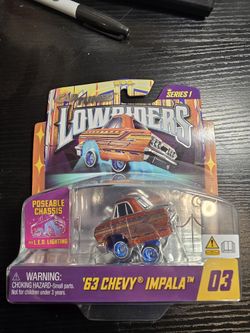 SERIES 1
LOWRIDERS
POSEABLE
CHASSIS
L.E.D. LIGHTING
WARNING:
CHOKING HAZARD-Small parts.
Not for children under 3 years.
'63 CHEVY® IMPALA™
03